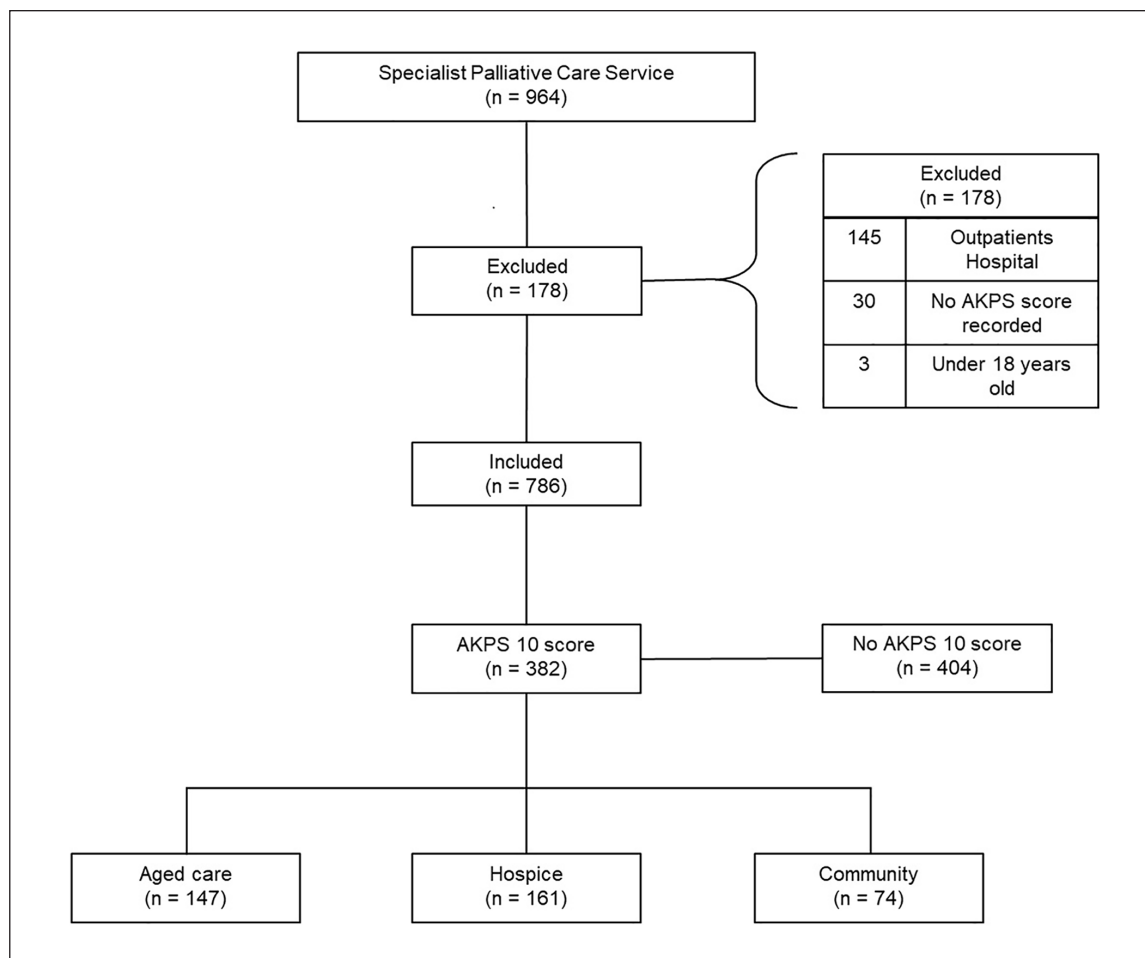 Specialist Palliative Care Service
(n = 964)
Excluded
(n = 178)
Excluded
(n = 178)
145
Outpatients
Hospital
30
No AKPS score
recorded
3
Under 18 years
old
Included
(n = 786)
AKPS 10 score
(n = 382)
No AKPS 10 score
(n = 404)
Aged care
(n = 147)
Hospice
(n = 161)
Community
(n = 74)